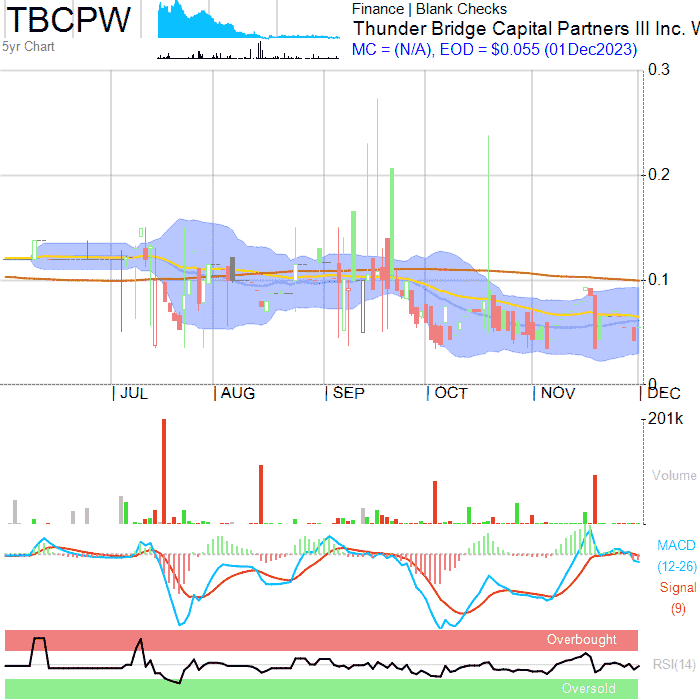 TBCPW
5yr Chart
Finance | Blank Checks
Thunder Bridge Capital Partners III Inc. W
MC = (N/A), EOD = $0.055 (01Dec2023)
0.3
0.2
0.1
0
JUL AUG SEP OCT NOV DEC
201k
Volume
MACD
(12-26)
Signal
(9)
Overbought
RSI(14)
Oversold